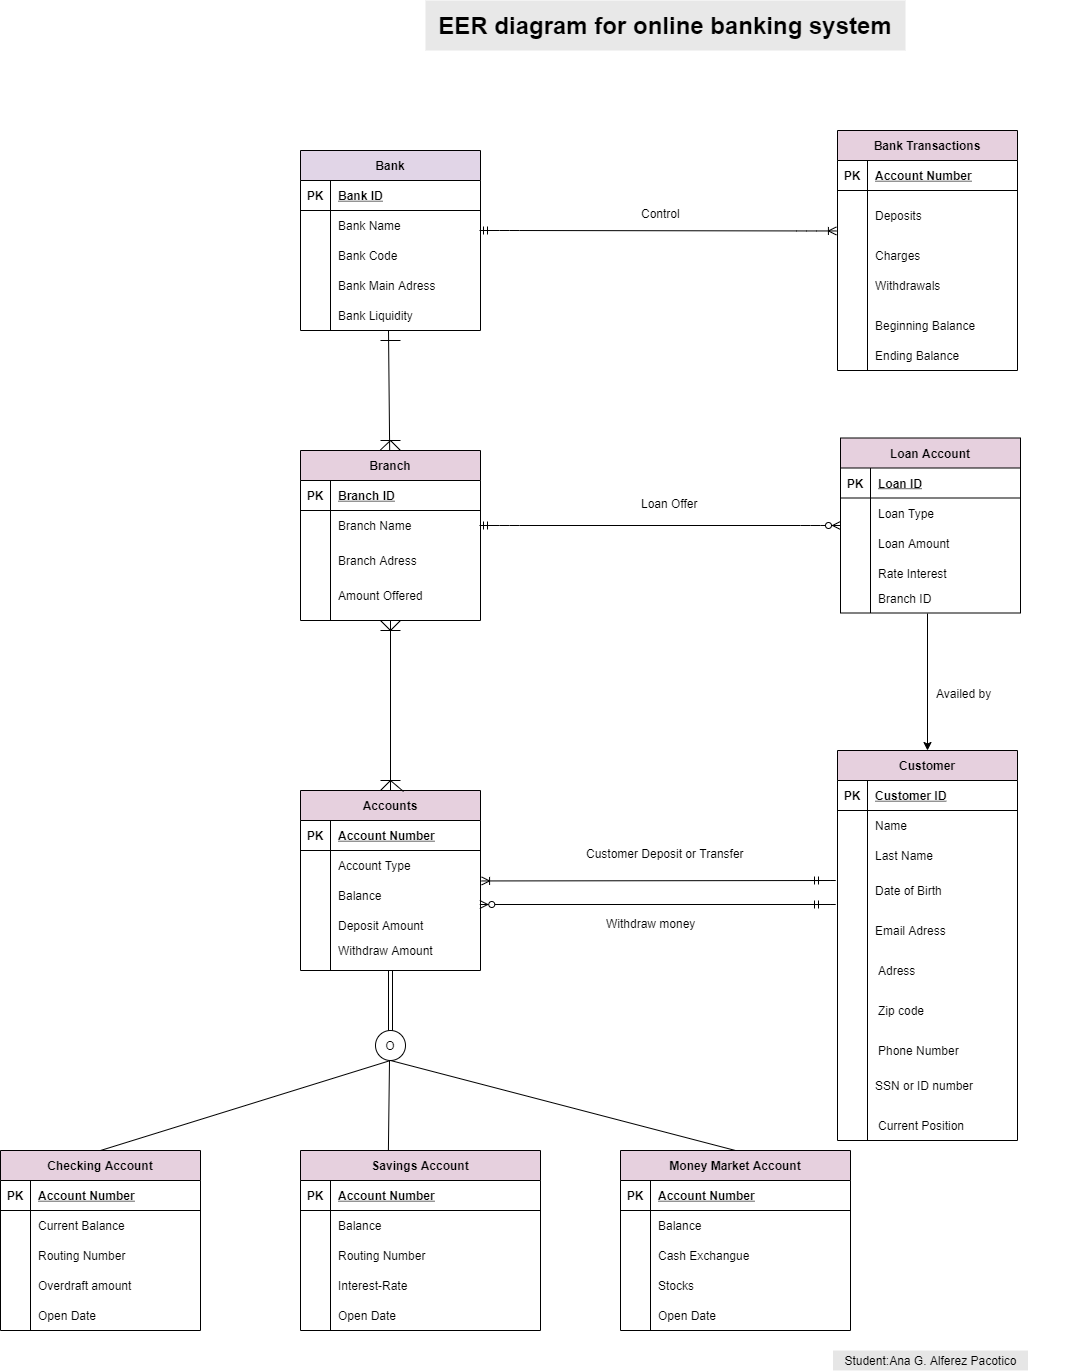 EER diagram for online banking system
Bank
PK Bank ID
Bank Name
Bank Code
Bank Main Adress
Bank Liquidity
Control
Bank Transactions
PK Account Number
Deposits
Charges
Withdrawals
Beginning Balance
Ending Balance
Branch
PK Branch ID
Branch Name
Branch Adress
Amount Offered
Loan Offer
Loan Account
PK Loan ID
Loan Type
Loan Amount
Rate Interest
Branch ID
Availed by
Accounts
PK Account Number
Account Type
Balance
Deposit Amount
Withdraw Amount
Customer Deposit or Transfer
Withdraw money
Customer
PK Customer ID
Name
Last Name
Date of Birth
Email Adress
Adress
Zip code
Phone Number
SSN or ID number
Current Position
O
Checking Account
PK Account Number
Current Balance
Routing Number
Overdraft amount
Open Date
Savings Account
PK Account Number
Balance
Routing Number
Interest-Rate
Open Date
Money Market Account
PK Account Number
Balance
Cash Exchangue
Stocks
Open Date
Student:Ana G. Alferez Pacotico